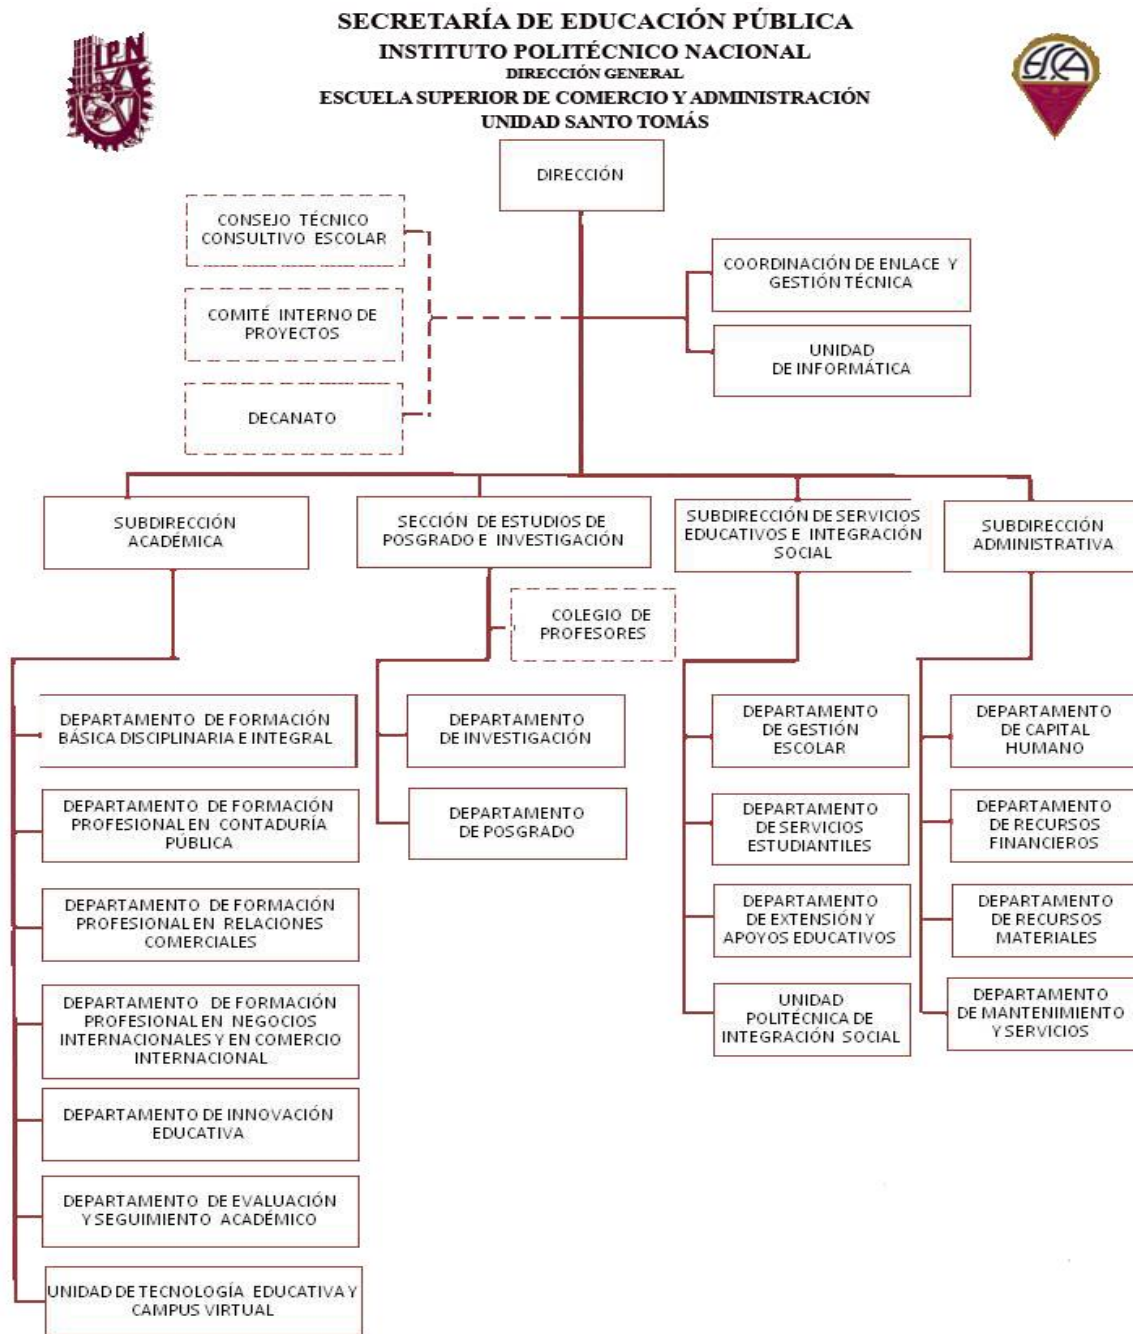 SECRETARÍA DE EDUCACIÓN PÚBLICA
INSTITUTO POLITÉCNICO NACIONAL
DIRECCIÓN GENERAL
ESCUELA SUPERIOR DE COMERCIO Y ADMINISTRACIÓN
UNIDAD SANTO TOMÁS
IPN
ESCA
DIRECCIÓN
CONSEJO TÉCNICO
CONSULTIVO ESCOLAR
COMITÉ INTERNO DE
PROYECTOS
DECANATO
COORDINACIÓN DE ENLACE Y
GESTIÓN TÉCNICA
UNIDAD
DE INFORMÁTICA
SUBDIRECCIÓN
ACADÉMICA
SECCIÓN DE ESTUDIOS DE
POSGRADO E INVESTIGACIÓN
SUBDIRECCIÓN DE SERVICIOS
EDUCATIVOS E INTEGRACIÓN
SOCIAL
SUBDIRECCIÓN
ADMINISTRATIVA
COLEGIO DE
PROFESORES
DEPARTAMENTO DE FORMACIÓN
BÁSICA DISCIPLINARIA E INTEGRAL
DEPARTAMENTO DE FORMACIÓN
PROFESIONAL EN CONTADURÍA
PÚBLICA
DEPARTAMENTO DE FORMACIÓN
PROFESIONAL EN RELACIONES
COMERCIALES
DEPARTAMENTO DE FORMACIÓN
PROFESIONAL EN NEGOCIOS
INTERNACIONALES Y EN COMERCIO
INTERNACIONAL
DEPARTAMENTO DE INNOVACIÓN
EDUCATIVA
DEPARTAMENTO DE EVALUACIÓN
Y SEGUIMIENTO ACADÉMICO
UNIDAD DE TECNOLOGÍA EDUCATIVA Y
CAMPUS VIRTUAL
DEPARTAMENTO
DE INVESTIGACIÓN
DEPARTAMENTO
DE POSGRADO
DEPARTAMENTO
DE GESTIÓN
ESCOLAR
DEPARTAMENTO
DE SERVICIOS
ESTUDIANTILES
DEPARTAMENTO
DE EXTENSIÓN Y
APOYOS EDUCATIVOS
UNIDAD
POLITÉCNICA DE
INTEGRACIÓN SOCIAL
DEPARTAMENTO
DE CAPITAL
HUMANO
DEPARTAMENTO
DE RECURSOS
FINANCIEROS
DEPARTAMENTO
DE RECURSOS
MATERIALES
DEPARTAMENTO
DE MANTENIMIENTO
Y SERVICIOS